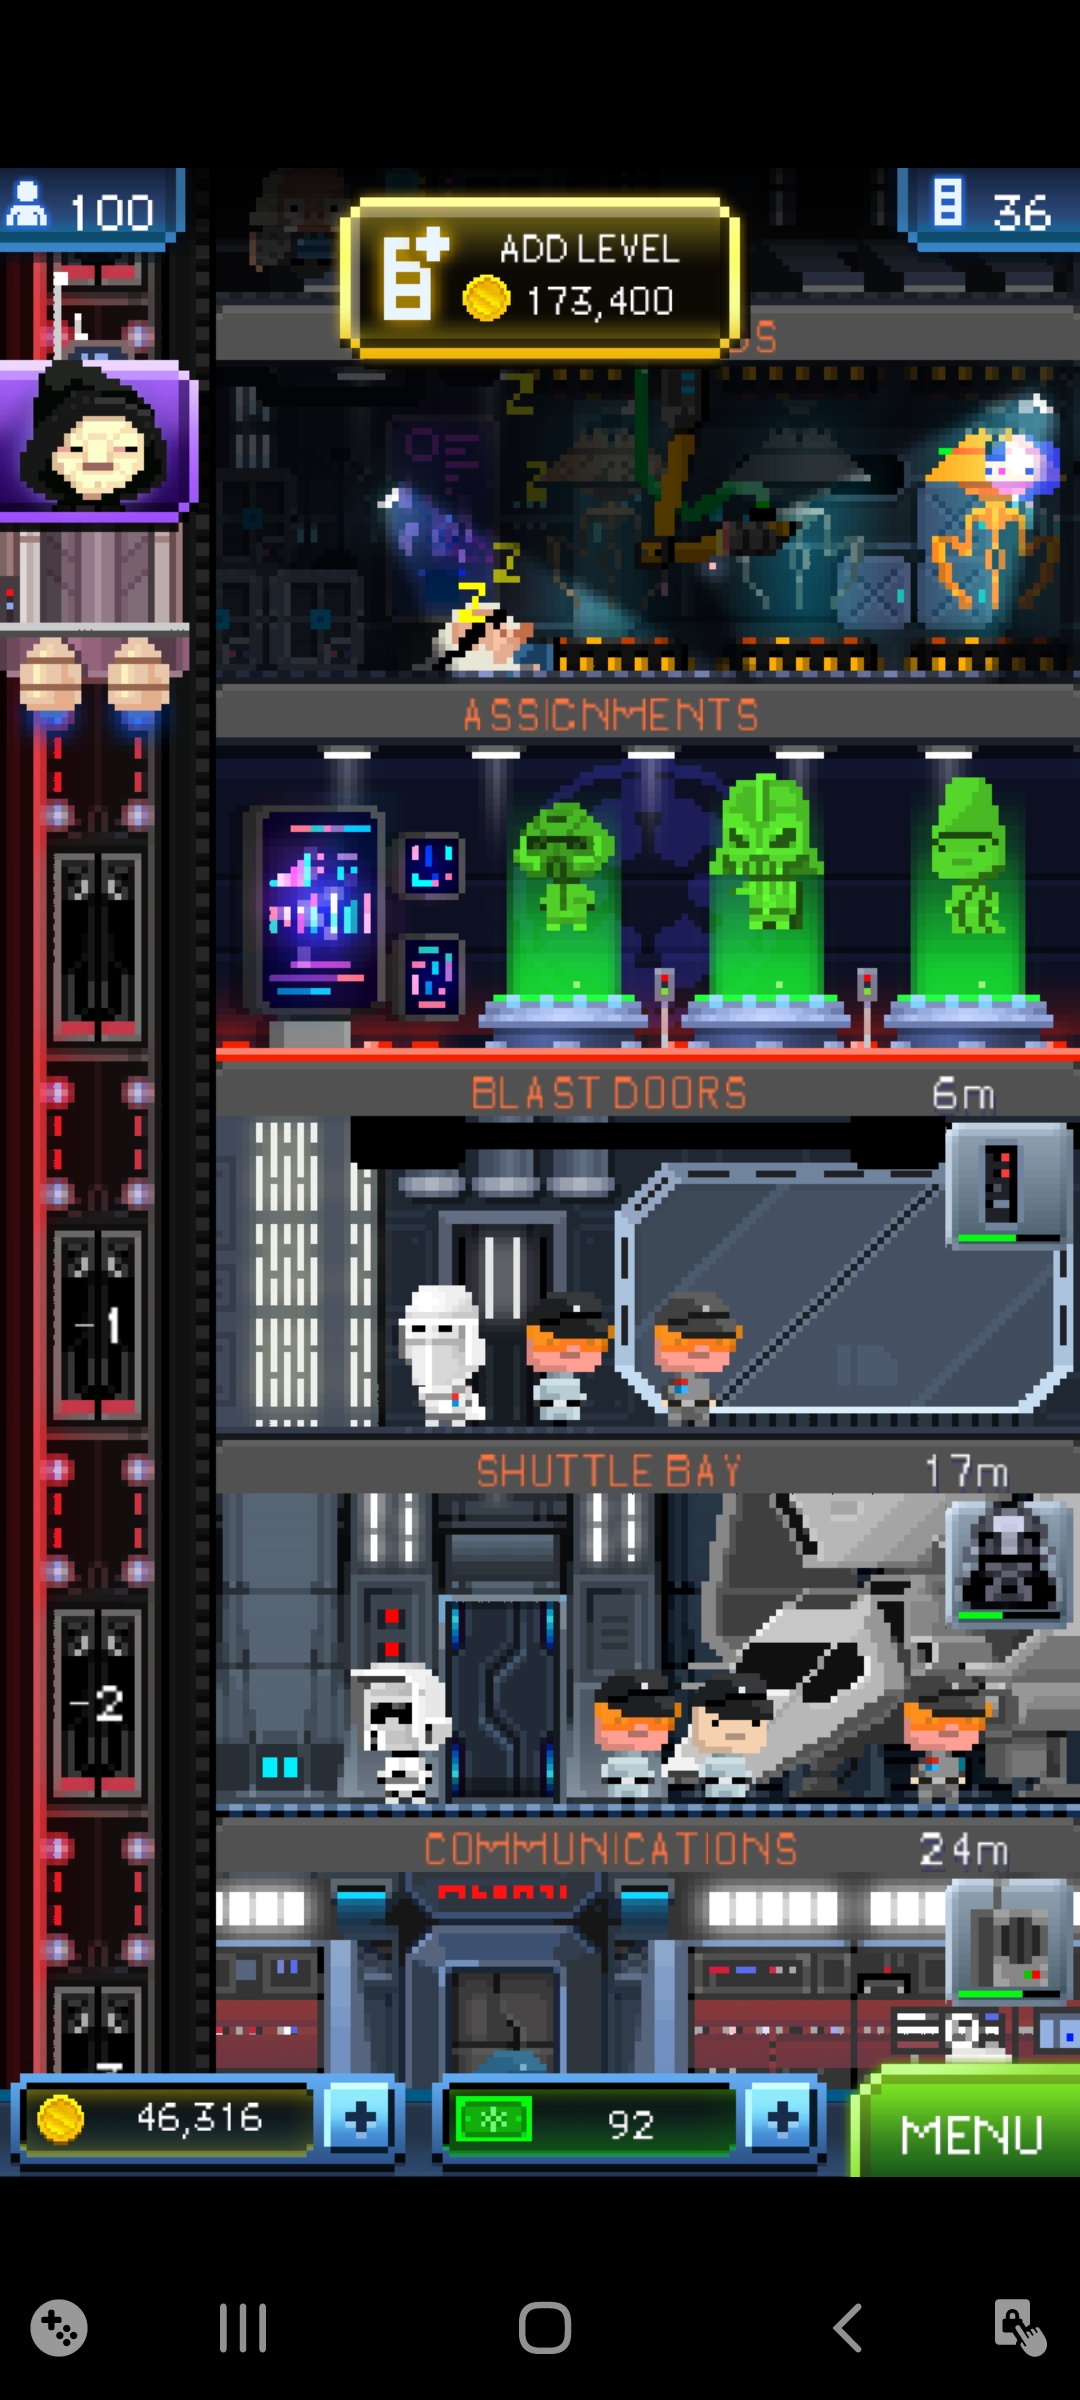 100
ADD LEVEL
173,400
36
Z
Z
Z
Z
ASSIGNMENTS
BLAST DOORS 6m
-1
SHUTTLE BAY 17m
-2
COMMUNICATIONS 24m
46,316
92
MENU